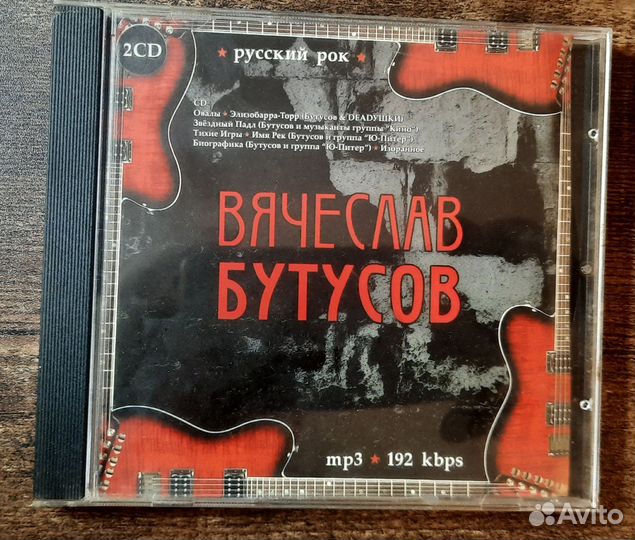 2CD
★ русский рок ★
CD
Овалы ★ Элизобарра-Торр (Бутусов & DEADУШКИ)
Звёздный Падл (Бутусов и музыканты группы "Кино")
Тихие Игры ★ Имя Рек (Бутусов и группа "Ю-Питер")
Биографика (Бутусов и группа "Ю-Питер") ★ Избранное
ВЯЧЕСЛАВ
БУТУСОВ
mp3 ★ 192 kbps
Avito